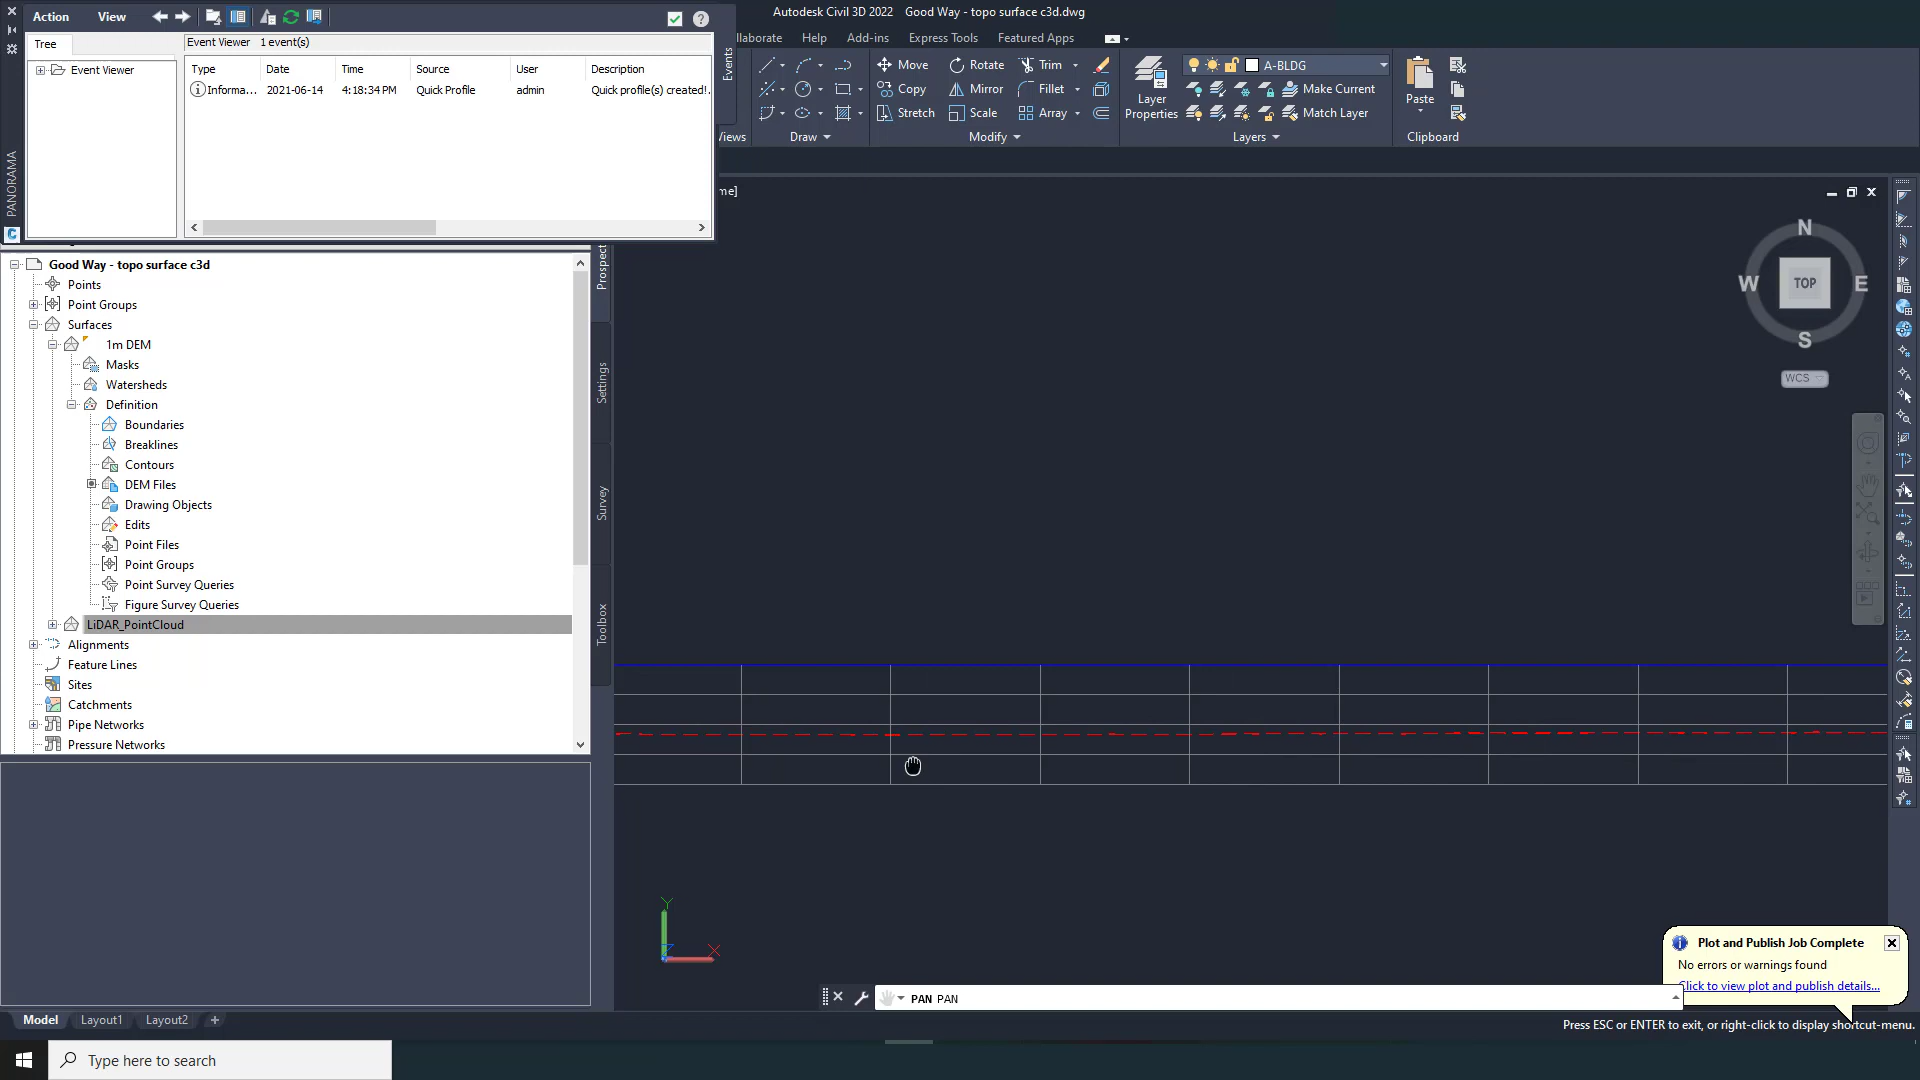 Action View
Autodesk Civil 3D 2022 Good Way - topo surface c3d.dwg
Tree
Event Viewer 1 event(s)
Help Add-ins Express Tools Featured Apps
Event Viewer
Type Date Time Source User Description
Informa... 2021-06-14 4:18:34 PM Quick Profile admin Quick profile(s) created!.
Events
PANORAMA
Move Rotate Trim
Copy Mirror Fillet
Stretch Scale Array
Draw Modify
Layer
Properties
A-BLDG
Make Current
Match Layer
Layers
Paste
Clipboard
N
W TOP E
S
WCS
Good Way - topo surface c3d
Points
Point Groups
Surfaces
1m DEM
Masks
Watersheds
Definition
Boundaries
Breaklines
Contours
DEM Files
Drawing Objects
Edits
Point Files
Point Groups
Point Survey Queries
Figure Survey Queries
LiDAR_PointCloud
Alignments
Feature Lines
Sites
Catchments
Pipe Networks
Pressure Networks
Settings
Survey
Toolbox
Y
X
PAN PAN
Plot and Publish Job Complete
No errors or warnings found
Click to view plot and publish details...
Model Layout1 Layout2
Press ESC or ENTER to exit, or right-click to display shortcut-menu.
Type here to search